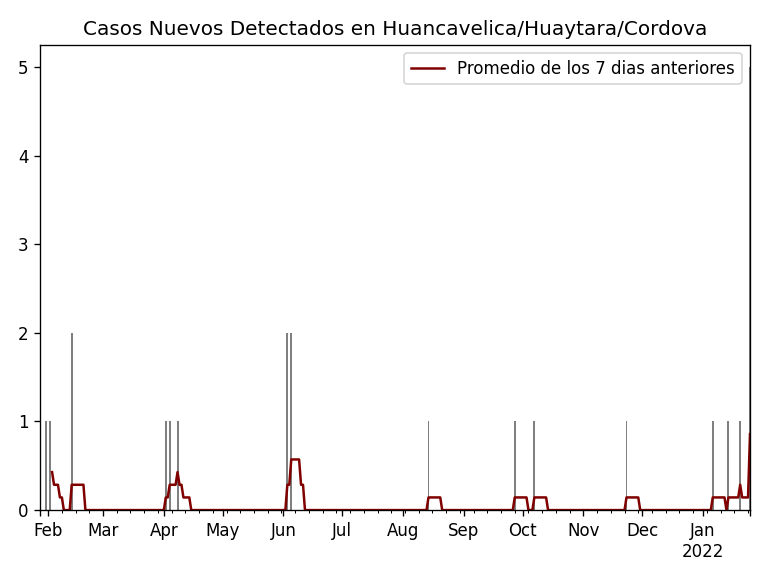 Casos Nuevos Detectados en Huancavelica/Huaytara/Cordova
Promedio de los 7 dias anteriores
5
4
3
2
1
0
Feb Mar Apr May Jun Jul Aug Sep Oct Nov Dec Jan
2022